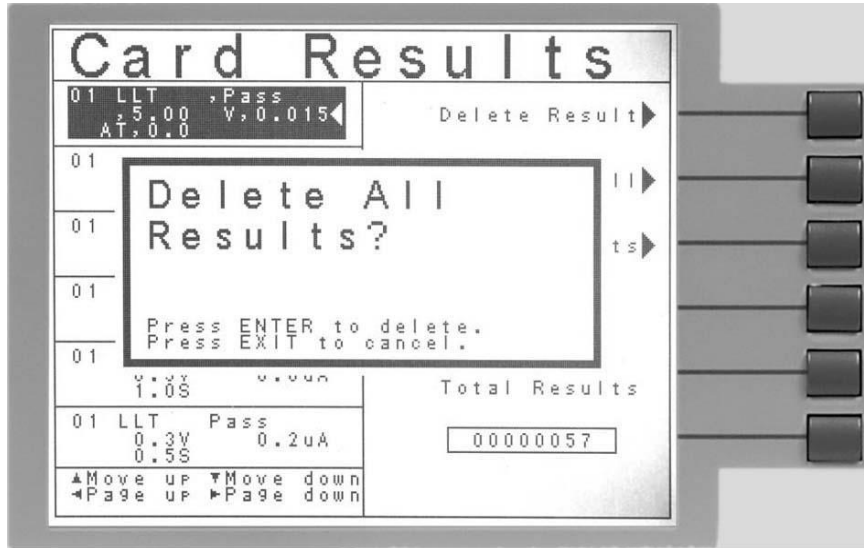 Card Results
01 LLT ,Pass
,5.00 V,0.015
AT,0.0
Delete Result
01
ll
01
ts
Delete All
Results?
01
Press ENTER to delete.
Press EXIT to cancel.
01
1.0S
Total Results
01 LLT Pass
0.3V 0.2uA
0.5S
00000057
▲Move up ▼Move down
◄Page up ►Page down